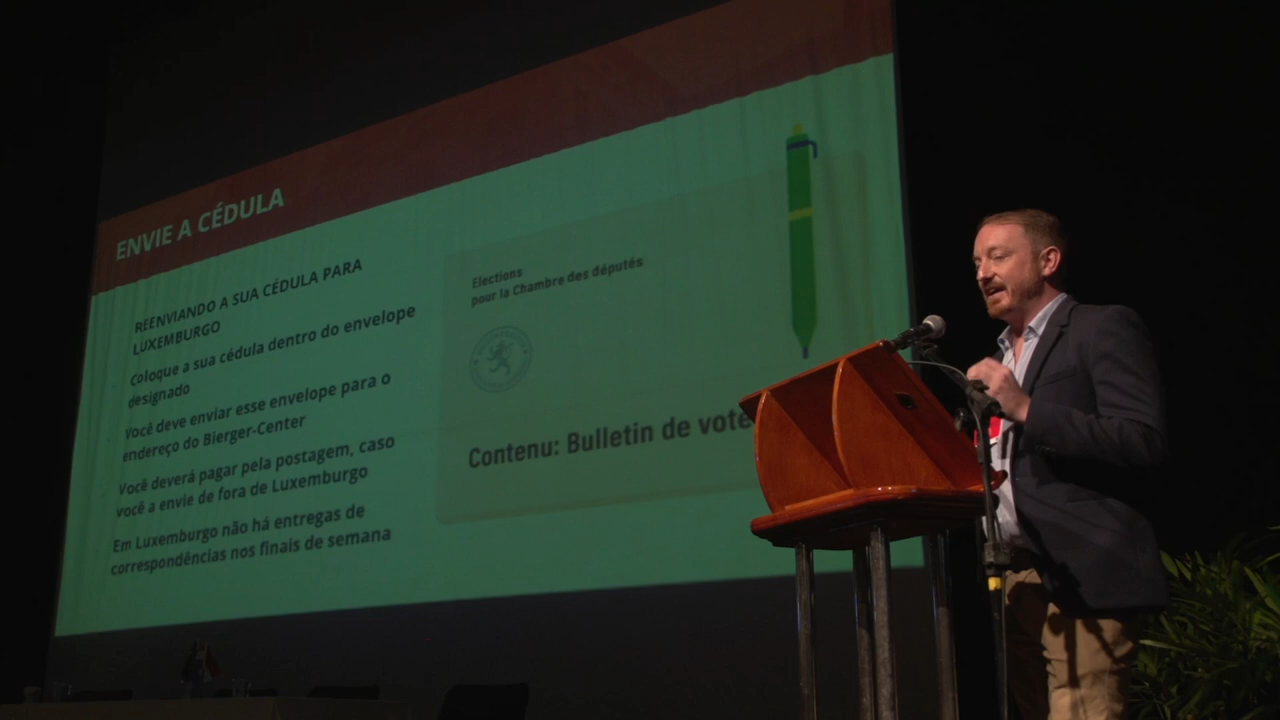 ENVIE A CÉDULA
REENVIANDO A SUA CÉDULA PARA
LUXEMBURGO
Coloque a sua cédula dentro do envelope
designado
Você deve enviar esse envelope para o
endereço do Bierger-Center
Você deverá pagar pela postagem, caso
você a envie de fora de Luxemburgo
Em Luxemburgo não há entregas de
correspondências nos finais de semana
Elections
pour la Chambre des députés
Contenu: Bulletin de vote